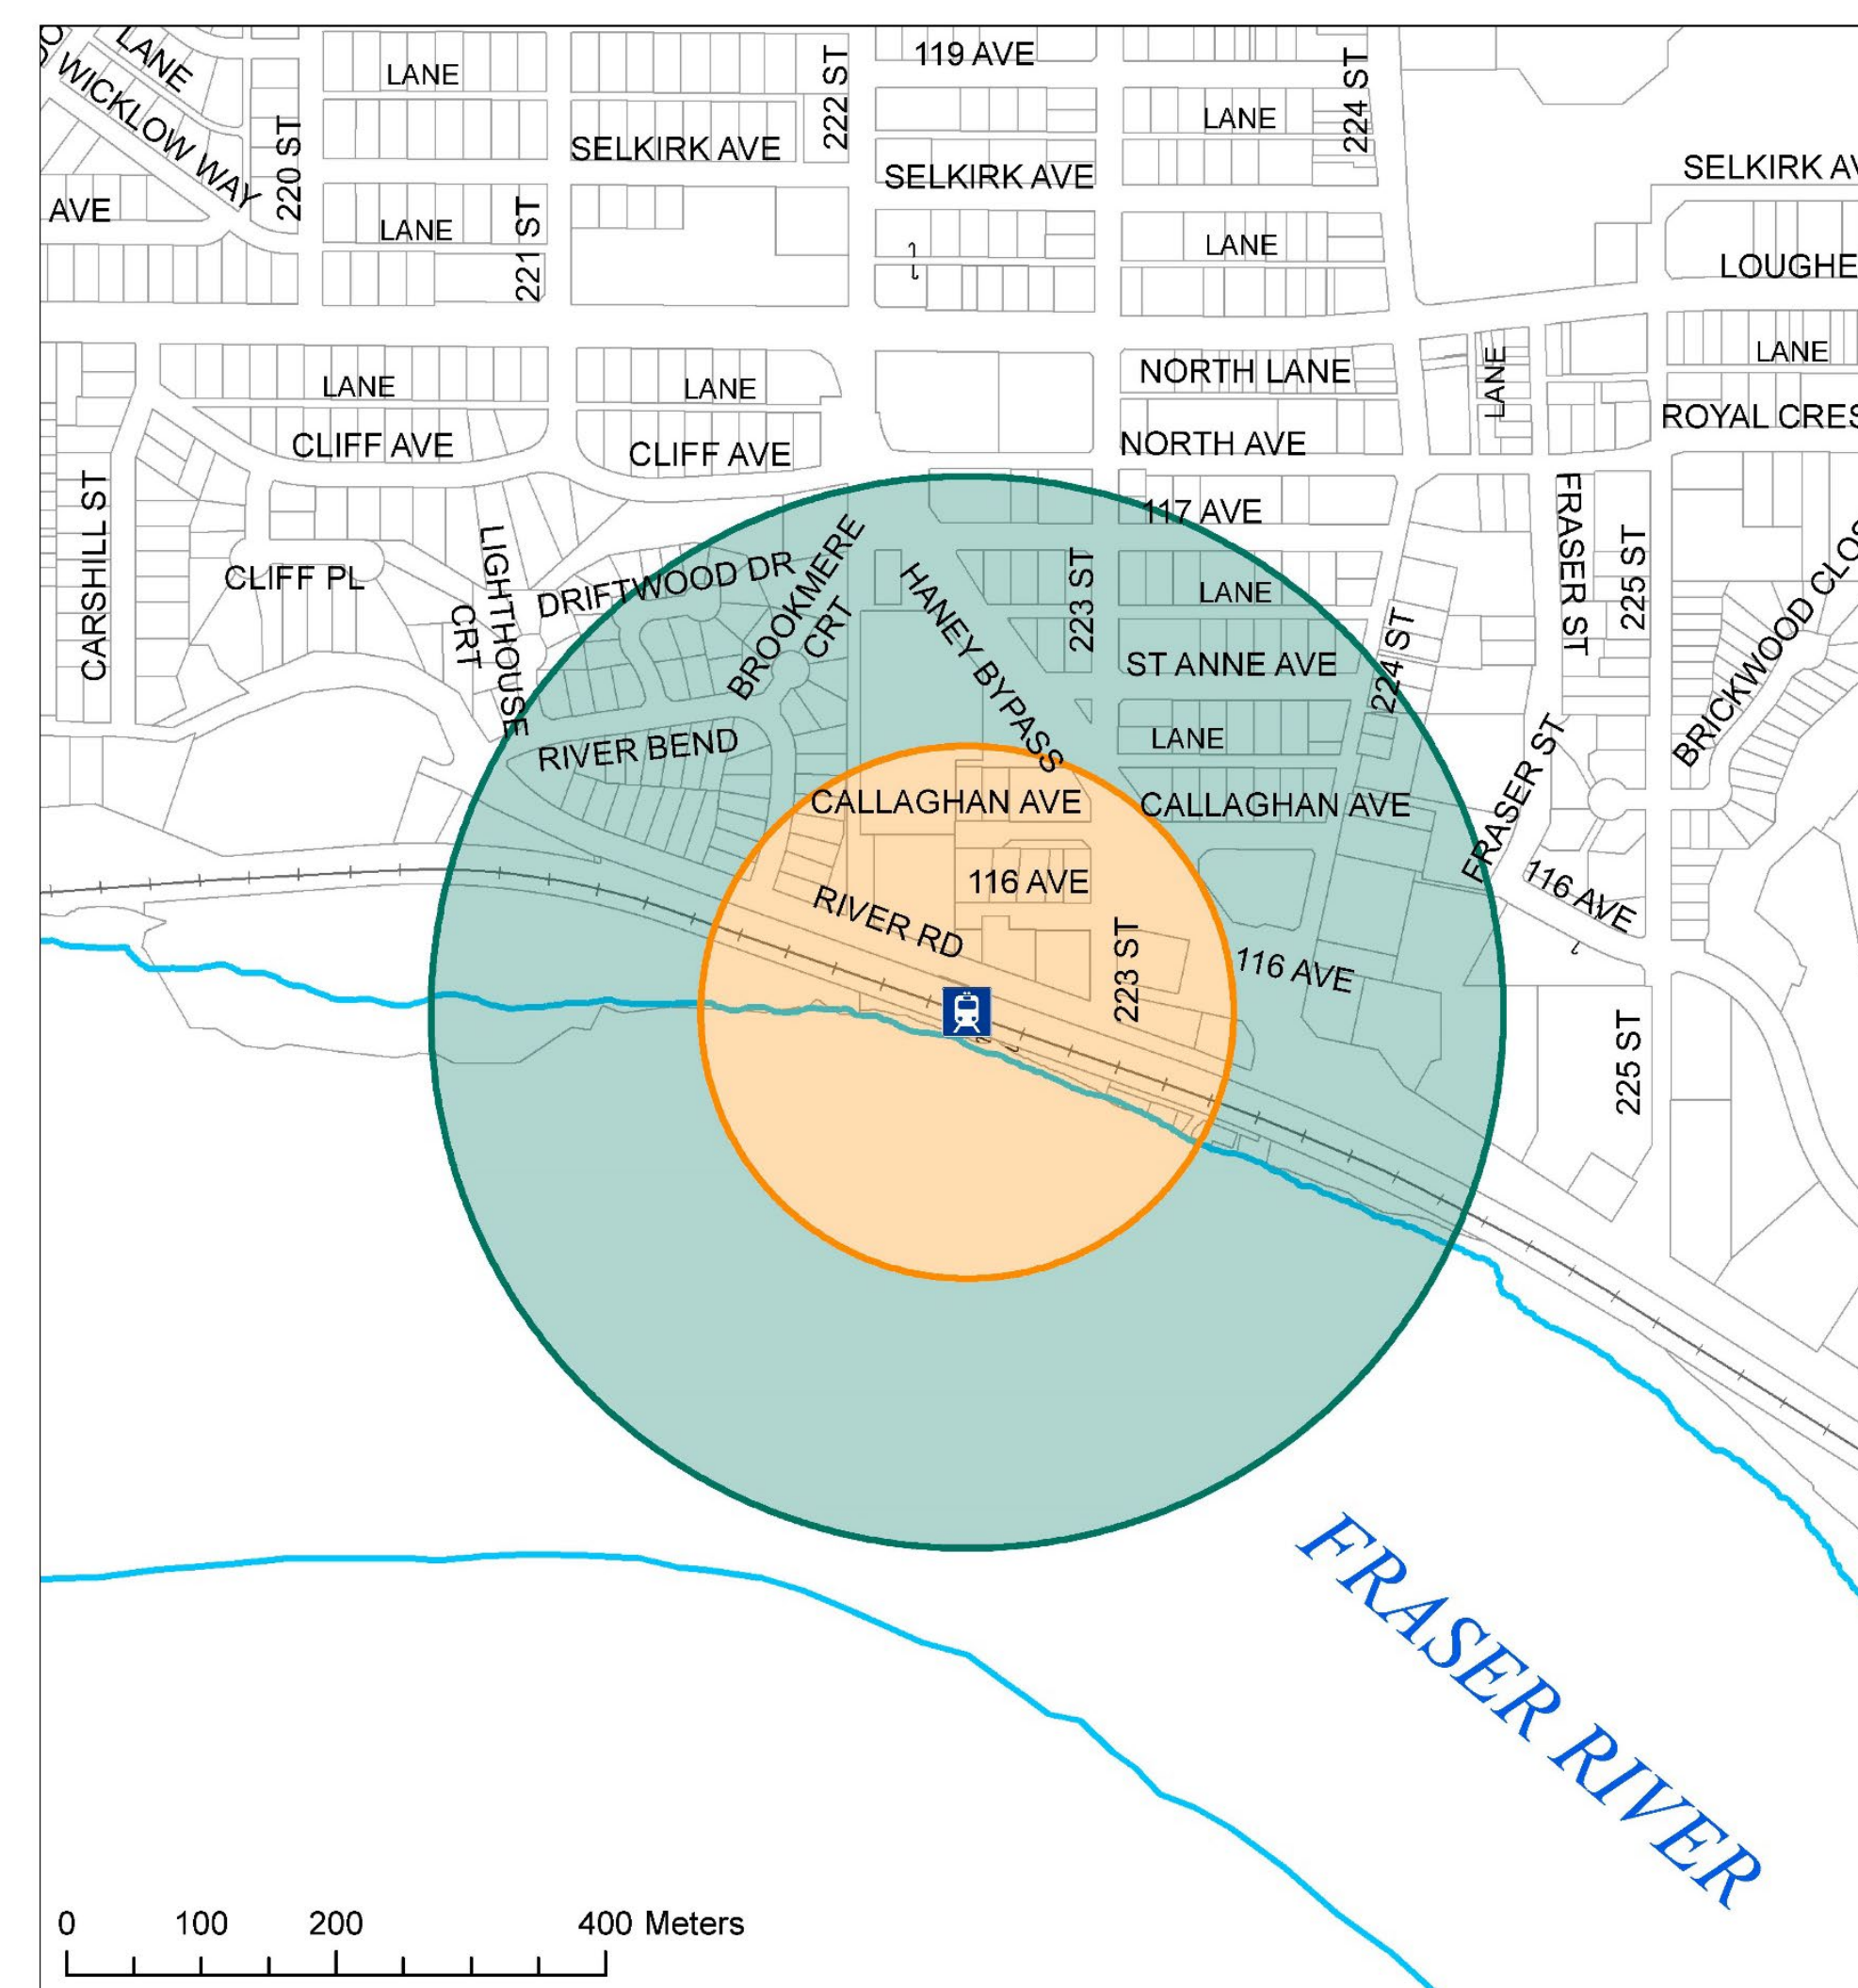 LANE
WICKLOW WAY
AVE
220 ST
LANE
LANE
221 ST
SELKIRK AVE
222 ST
119 AVE
SELKIRK AVE
LANE
LANE
224 ST
SELKIRK AV
LOUGHE
LANE
ROYAL CRES
LANE
CLIFF AVE
LANE
CLIFF AVE
NORTH LANE
NORTH AVE
LANE
CARSHILL ST
CLIFF PL
LIGHTHOUSE
CRT
DRIFTWOOD DR
BROOKMERE
CRT
HANEY BYPASS
223 ST
117 AVE
LANE
ST ANNE AVE
224 ST
LANE
FRASER ST
225 ST
BRICKWOOD CLOS
RIVER BEND
CALLAGHAN AVE
CALLAGHAN AVE
FRASER ST
116 AVE
116 AVE
RIVER RD
223 ST
116 AVE
225 ST
FRASER RIVER
0 100 200 400 Meters